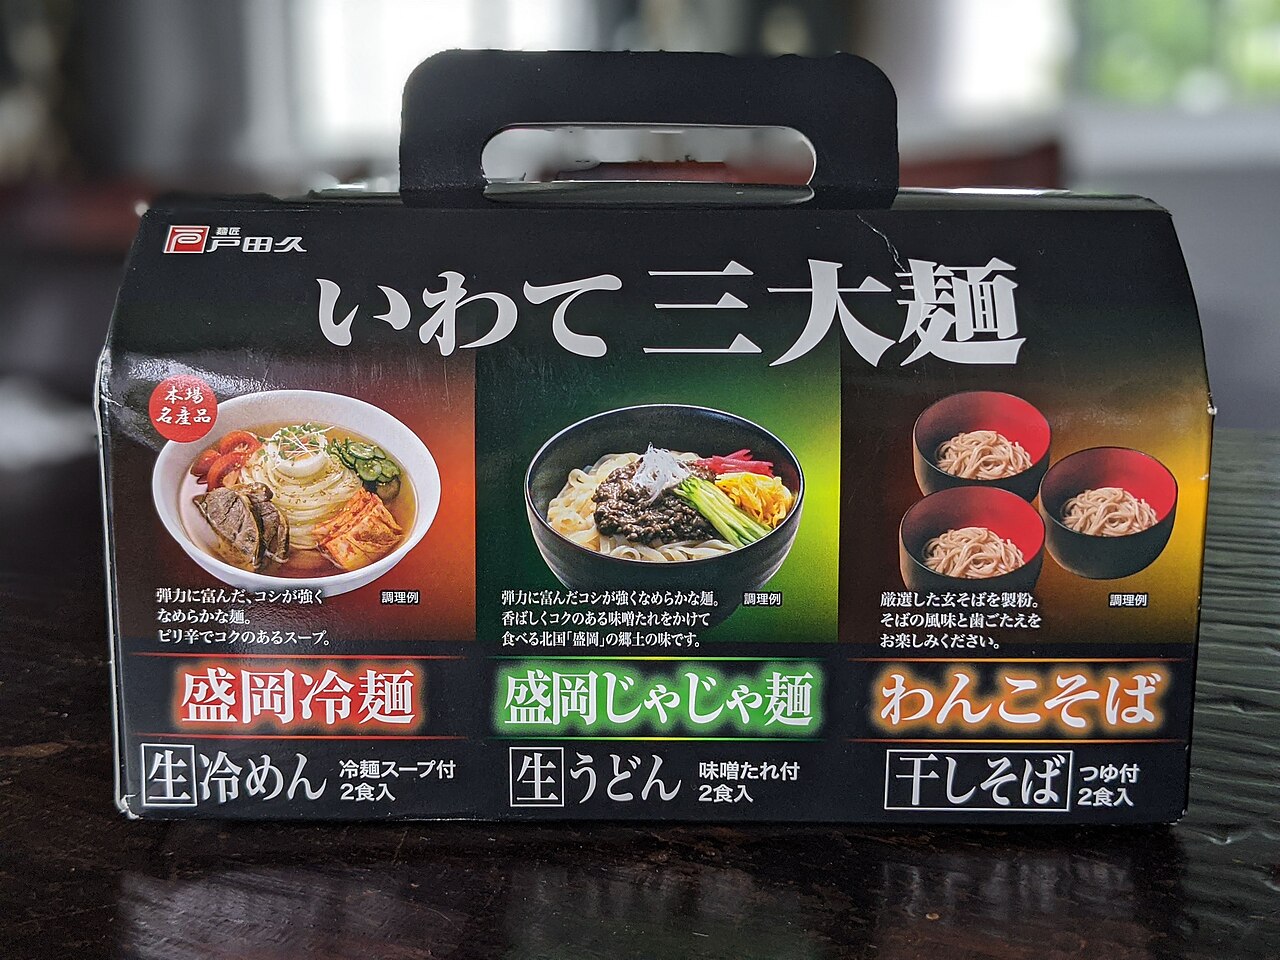 麺匠
戸田久
いわて三大麺
本場
名産品
弾力に富んだ、コシが強く
なめらかな麺。
ピリ辛でコクのあるスープ。
調理例
盛岡冷麺
生冷めん
冷麺スープ付
2食入
弾力に富んだコシが強くなめらかな麺。
香ばしくコクのある味噌たれをかけて
食べる北国「盛岡」の郷土の味です。
調理例
盛岡じゃじゃ麺
生うどん
味噌たれ付
2食入
厳選した玄そばを製粉。
そばの風味と歯ごたえを
お楽しみください。
調理例
わんこそば
干しそば
つゆ付
2食入